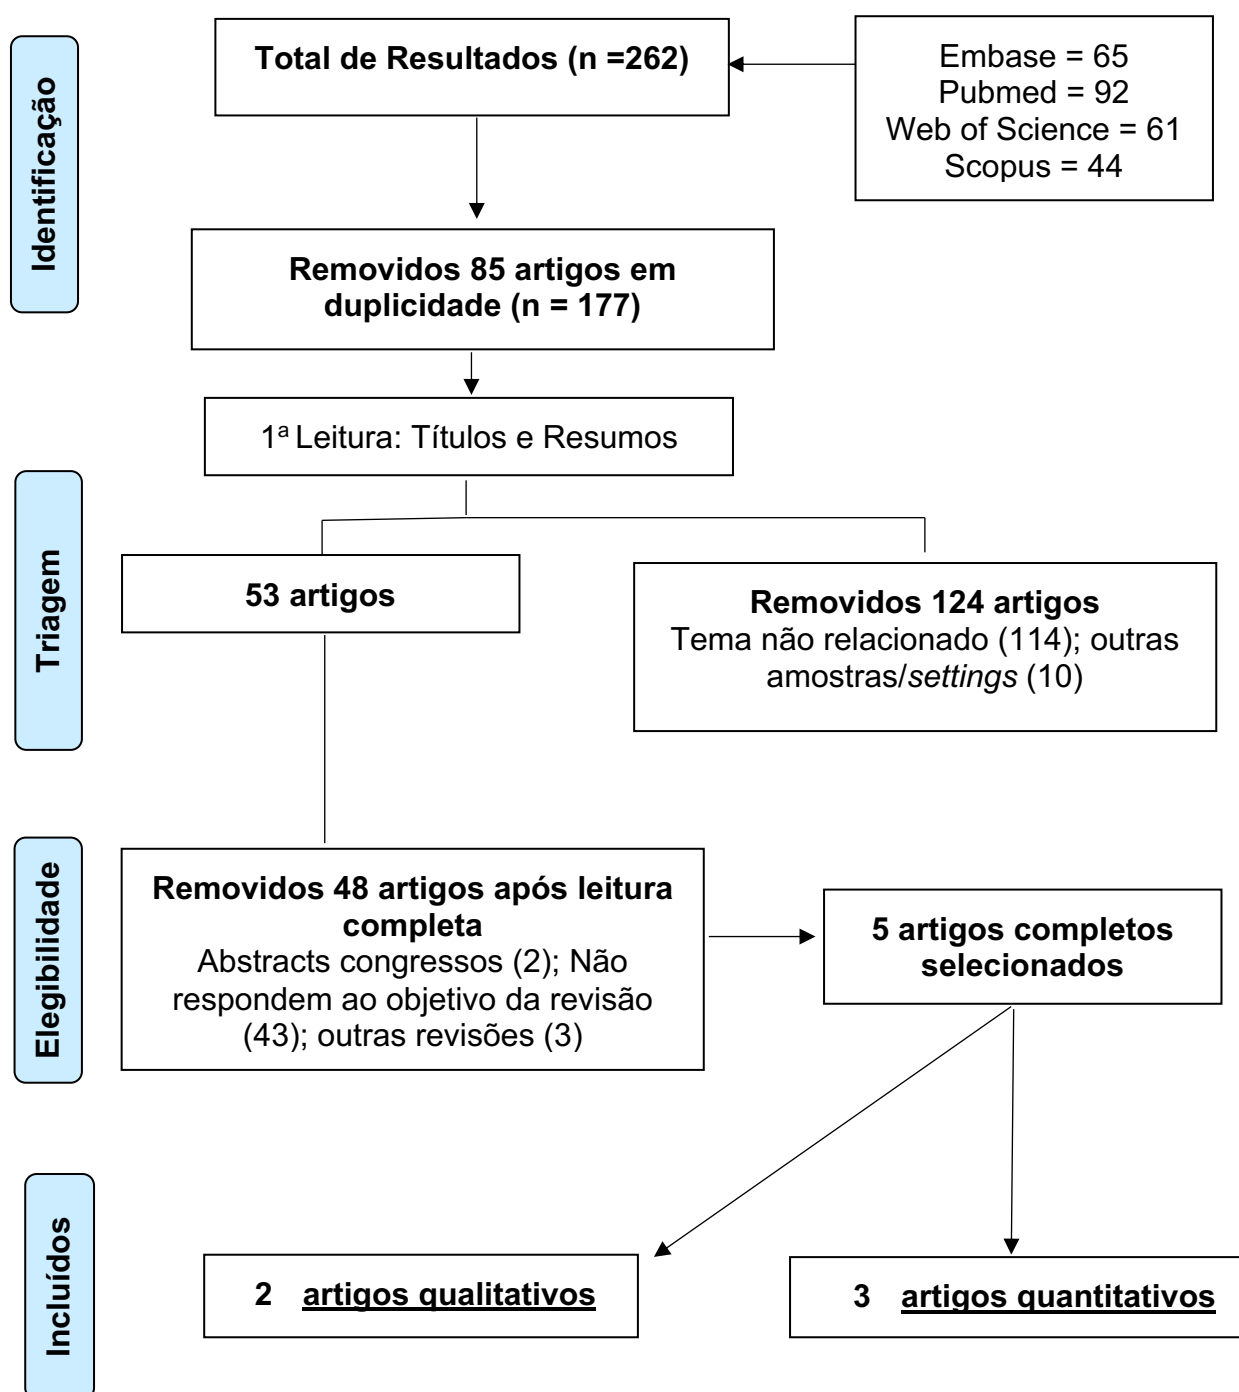 Identificação
Total de Resultados (n =262)
Embase = 65
Pubmed = 92
Web of Science = 61
Scopus = 44
Removidos 85 artigos em
duplicidade (n = 177)
Triagem
1ª Leitura: Títulos e Resumos
53 artigos
Removidos 124 artigos
Tema não relacionado (114); outras
amostras/settings (10)
Elegibilidade
Removidos 48 artigos após leitura
completa
Abstracts congressos (2); Não
respondem ao objetivo da revisão
(43); outras revisões (3)
5 artigos completos
selecionados
Incluídos
2 artigos qualitativos
3 artigos quantitativos